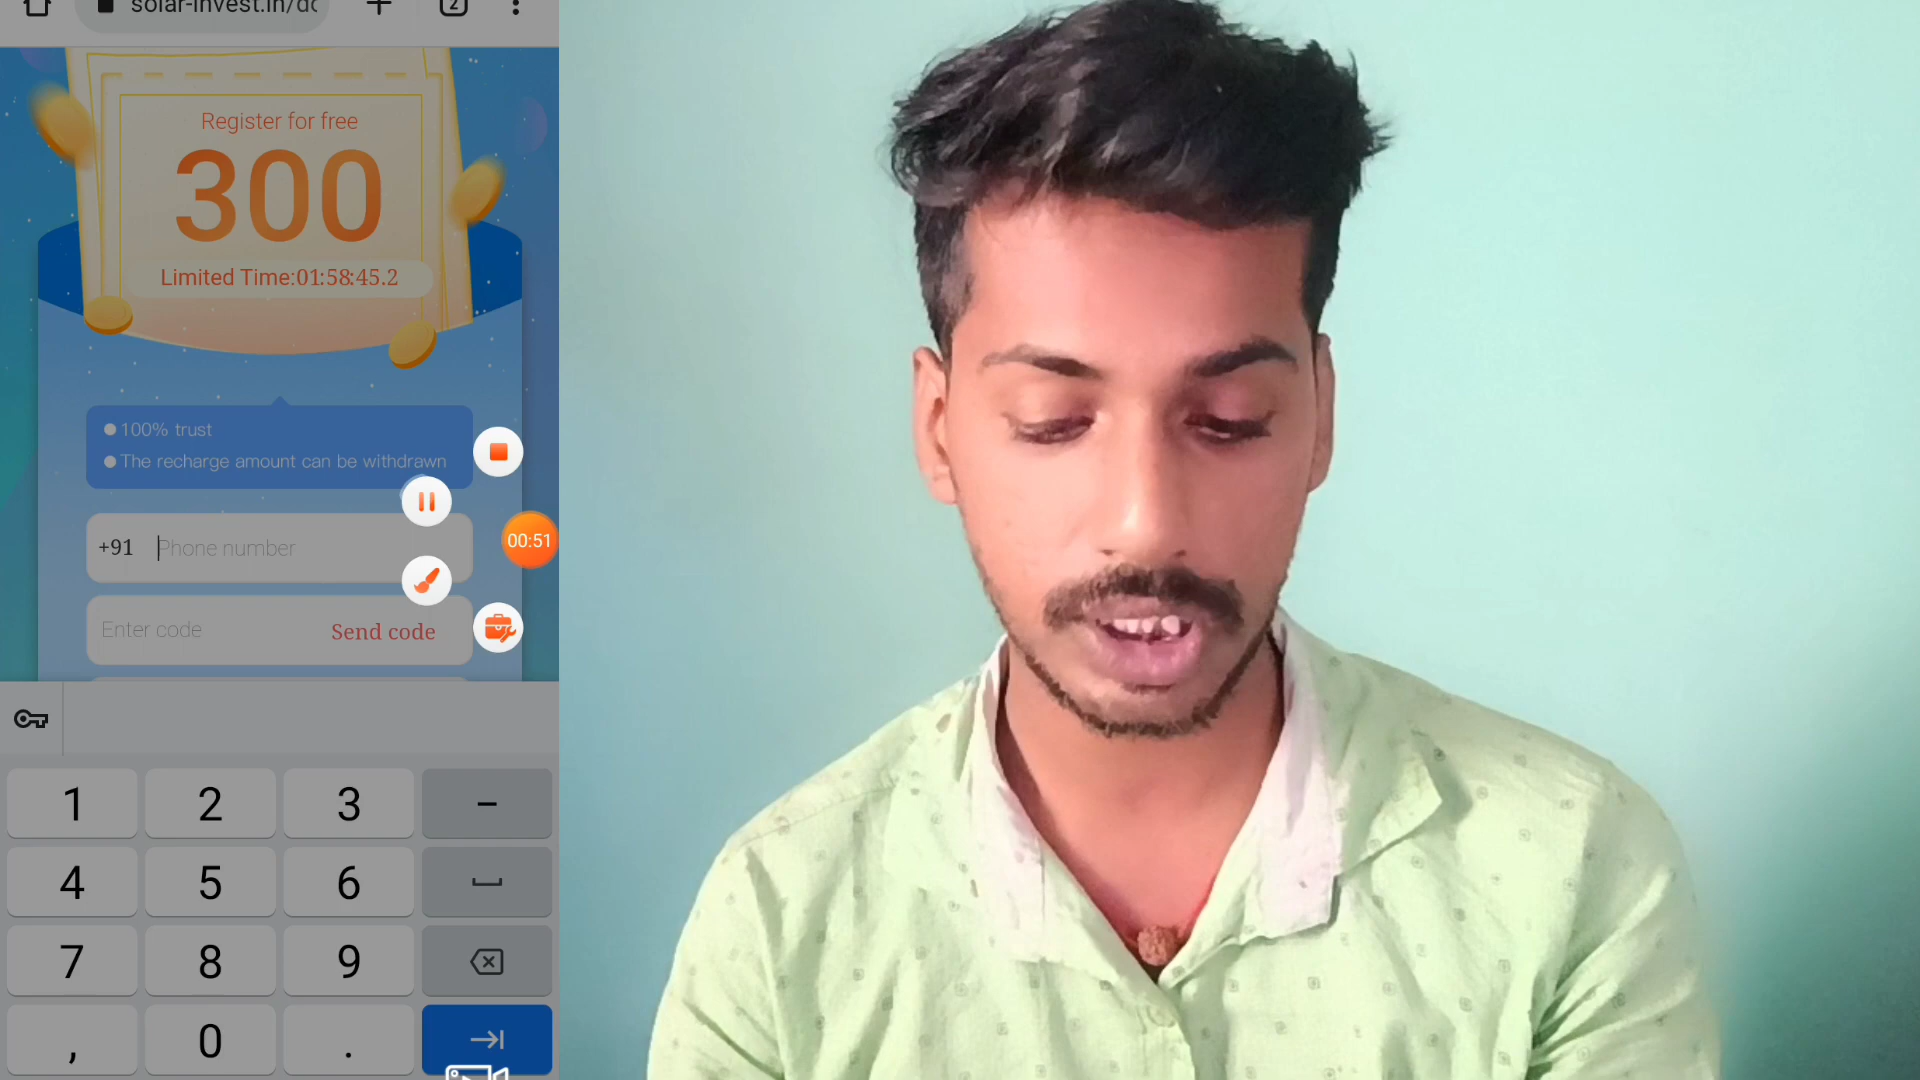 solar-invest.in/do
2
Register for free
300
Limited Time:01:58:45.2
100% trust
The recharge amount can be withdrawn
+91 Phone number
00:51
Enter code Send code
1 2 3 -
4 5 6
7 8 9
, 0 .